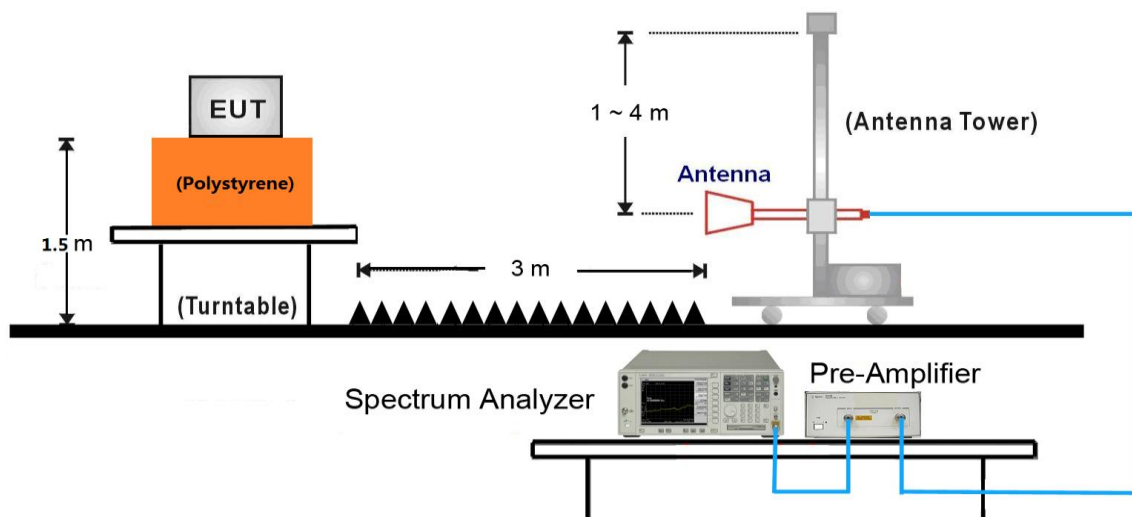 EUT
(Polystyrene)
1.5 m
(Turntable)
3 m
1 ~ 4 m
Antenna
(Antenna Tower)
Spectrum Analyzer
Pre-Amplifier